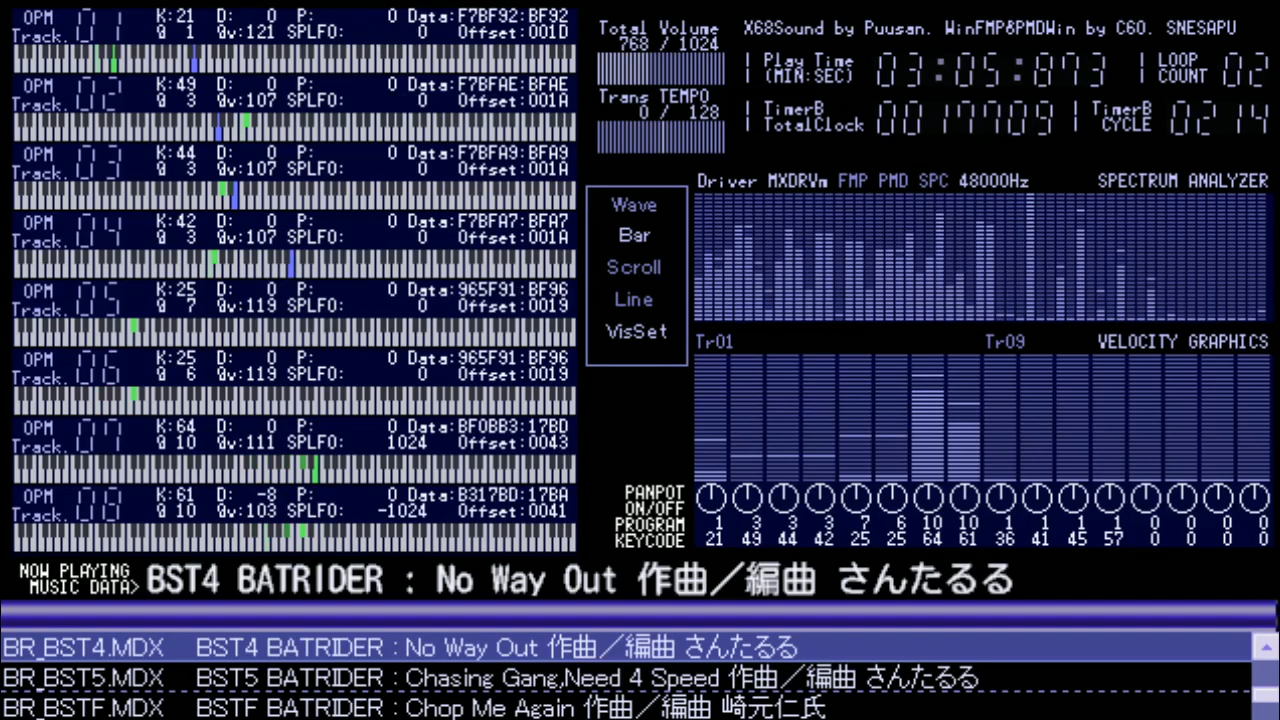 OPM 01 K:21 D: 0 P: 0 Data:F7BF92:BF92
Track. @ 1 @v:121 SPLFO: 0 Offset:001D
OPM 02 K:49 D: 0 P: 0 Data:F7BFAE:BFAE
Track. @ 3 @v:107 SPLFO: 0 Offset:001A
OPM 03 K:44 D: 0 P: 0 Data:F7BFA9:BFA9
Track. @ 3 @v:107 SPLFO: 0 Offset:001A
OPM 04 K:42 D: 0 P: 0 Data:F7BFA7:BFA7
Track. @ 3 @v:107 SPLFO: 0 Offset:001A
OPM 05 K:25 D: 0 P: 0 Data:965F91:BF96
Track. @ 7 @v:119 SPLFO: 0 Offset:0019
OPM 06 K:25 D: 0 P: 0 Data:965F91:BF96
Track. @ 6 @v:119 SPLFO: 0 Offset:0019
OPM 07 K:64 D: 0 P: 0 Data:BF0BB3:17BD
Track. @ 10 @v:111 SPLFO: 1024 Offset:0043
OPM 08 K:61 D: -8 P: 0 Data:B317BD:17BA
Track. @ 10 @v:103 SPLFO: -1024 Offset:0041
Total Volume
768 / 1024
Trans TEMPO
0 / 128
X68Sound by Puusan. WinFMP&PMDWin by C60. SNESAPU
Play Time (MIN:SEC) 03:05:873 LOOP COUNT 02
TimerB TotalClock 0017709 TimerB CYCLE 0214
Wave
Bar
Scroll
Line
VisSet
Driver MXDRVm FMP PMD SPC 48000Hz SPECTRUM ANALYZER
Tr01 Tr09 VELOCITY GRAPHICS
PANPOT
ON/OFF
PROGRAM 1 3 3 3 7 6 10 10 1 1 1 1 0 0 0 0
KEYCODE 21 49 44 42 25 25 64 61 36 41 45 57 0 0 0 0
NOW PLAYING
MUSIC DATA> BST4 BATRIDER : No Way Out 作曲／編曲 さんたるる
BR_BST4.MDX BST4 BATRIDER : No Way Out 作曲／編曲 さんたるる
BR_BST5.MDX BST5 BATRIDER : Chasing Gang,Need 4 Speed 作曲／編曲 さんたるる
BR_BSTF.MDX BSTF BATRIDER : Chop Me Again 作曲／編曲 崎元仁氏